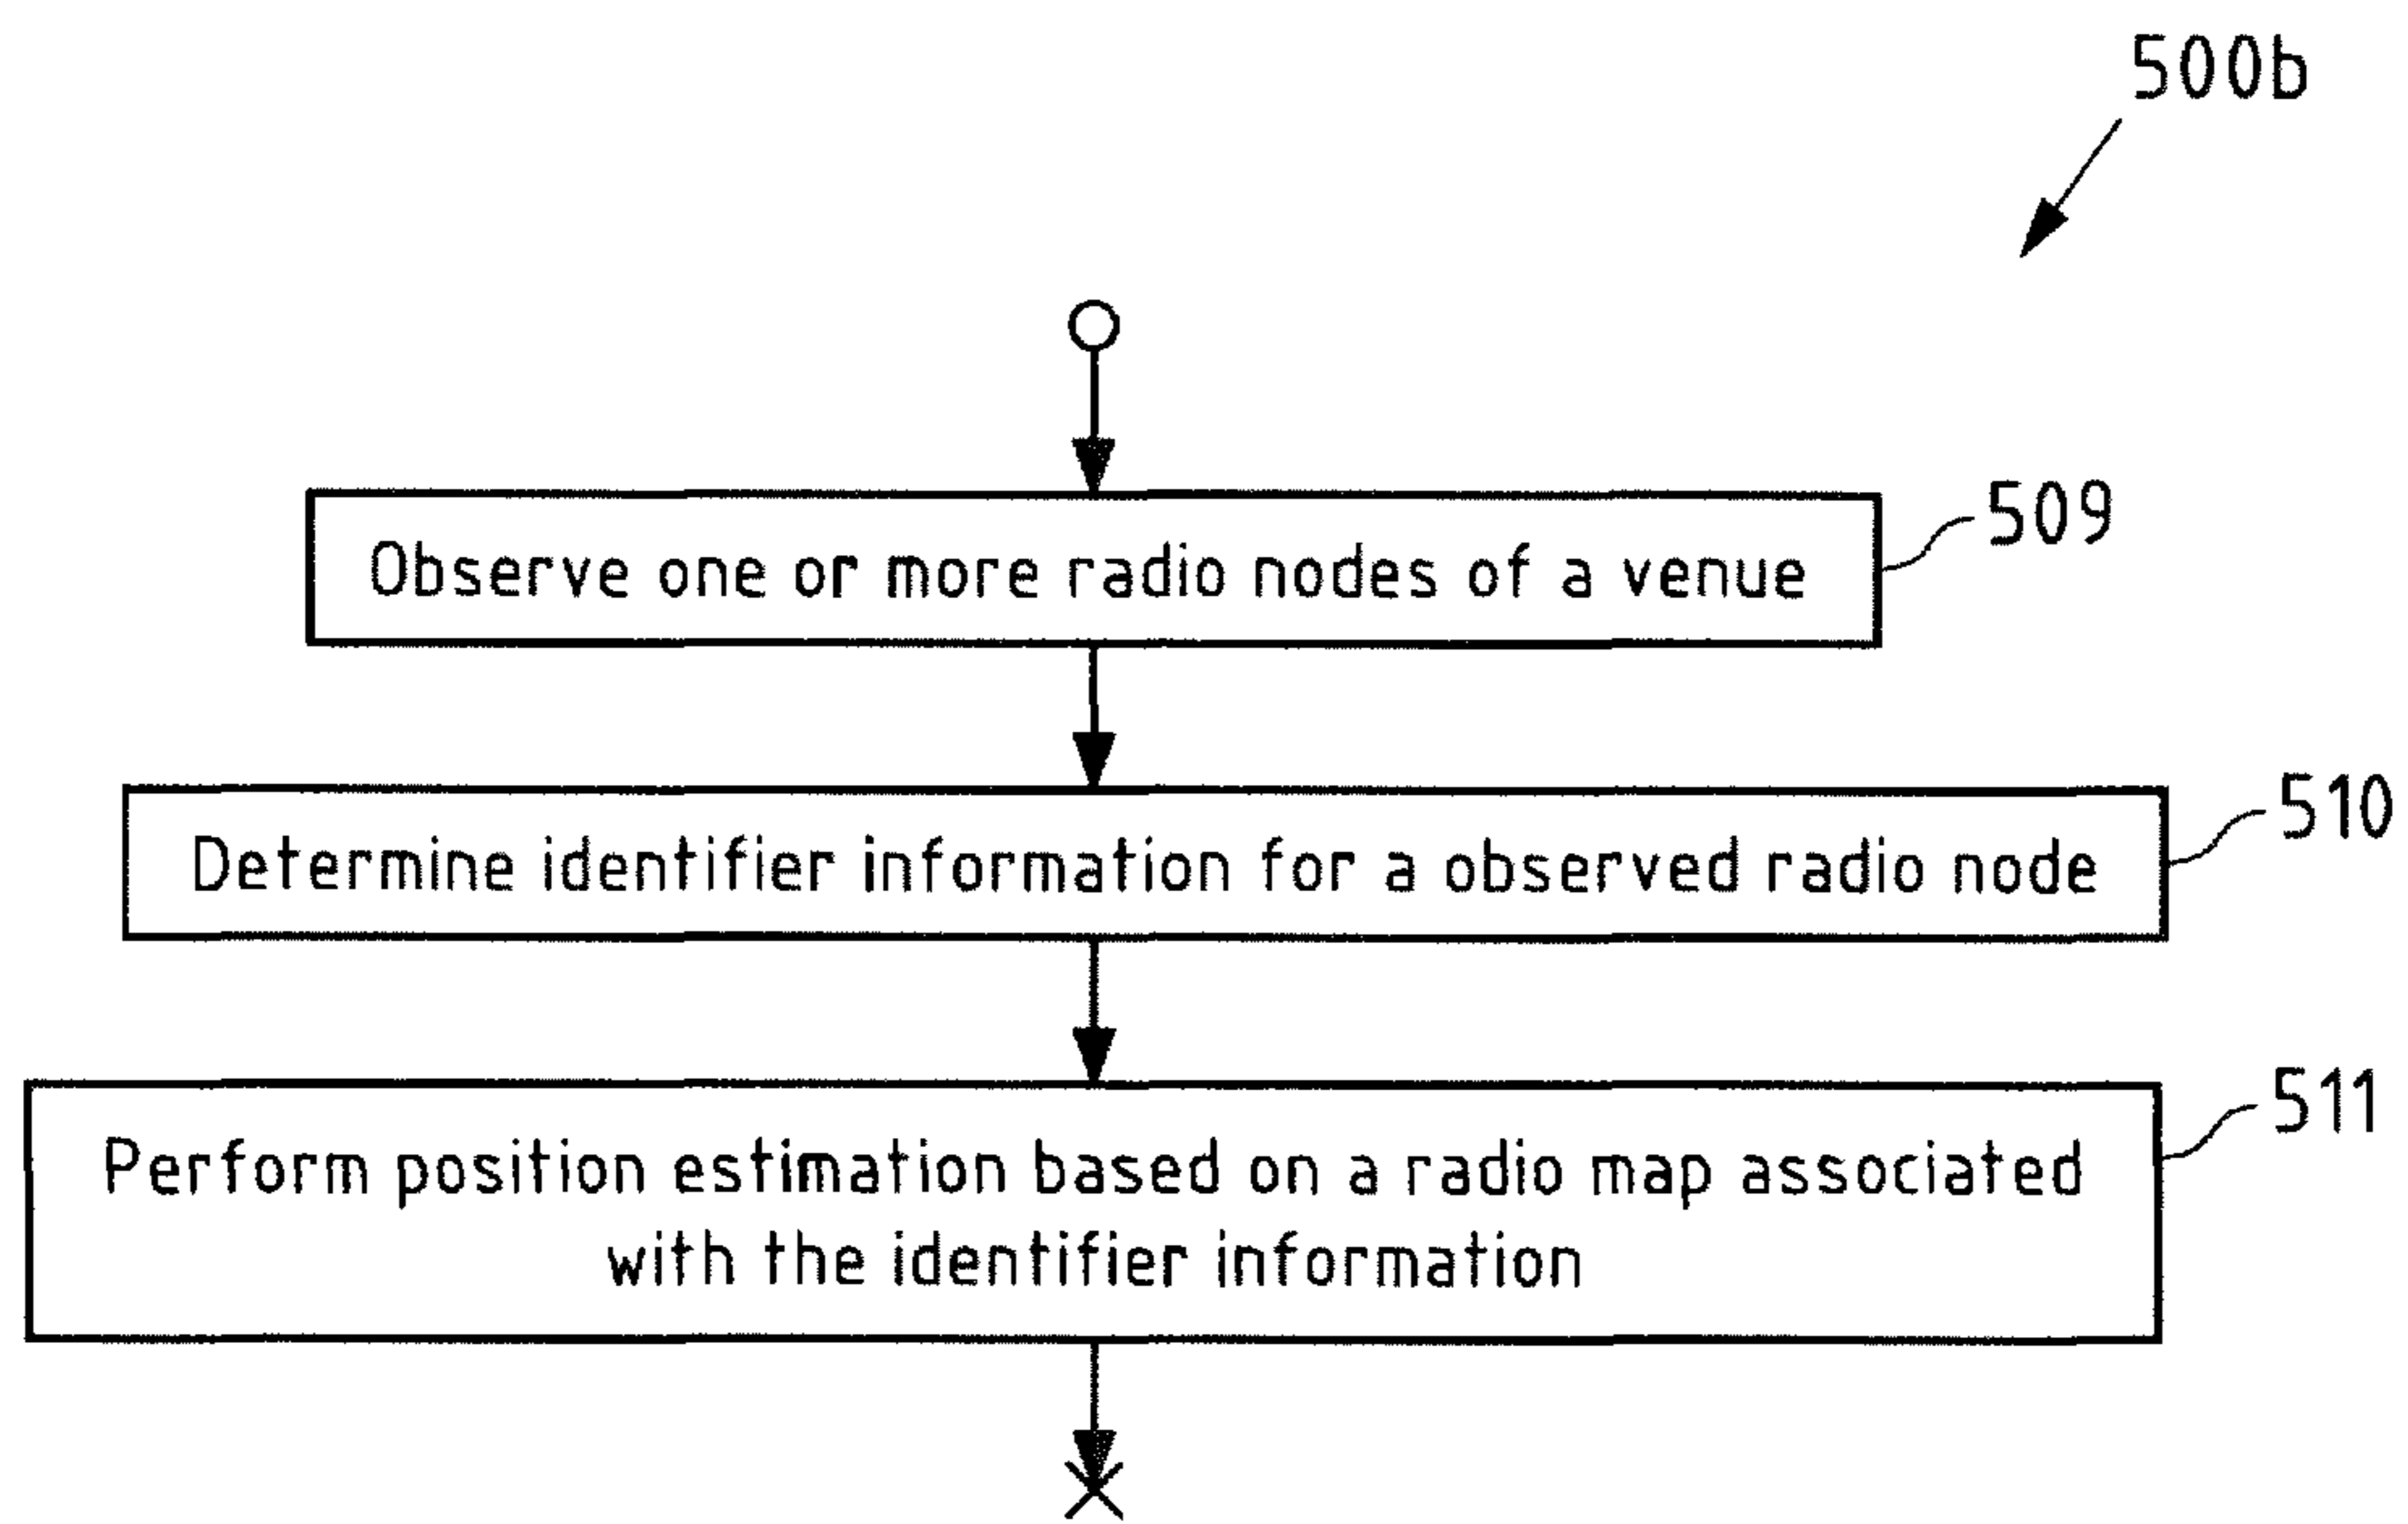 500b
Observe one or more radio nodes of a venue
509
Determine identifier information for a observed radio node
510
Perform position estimation based on a radio map associated
with the identifier information
511